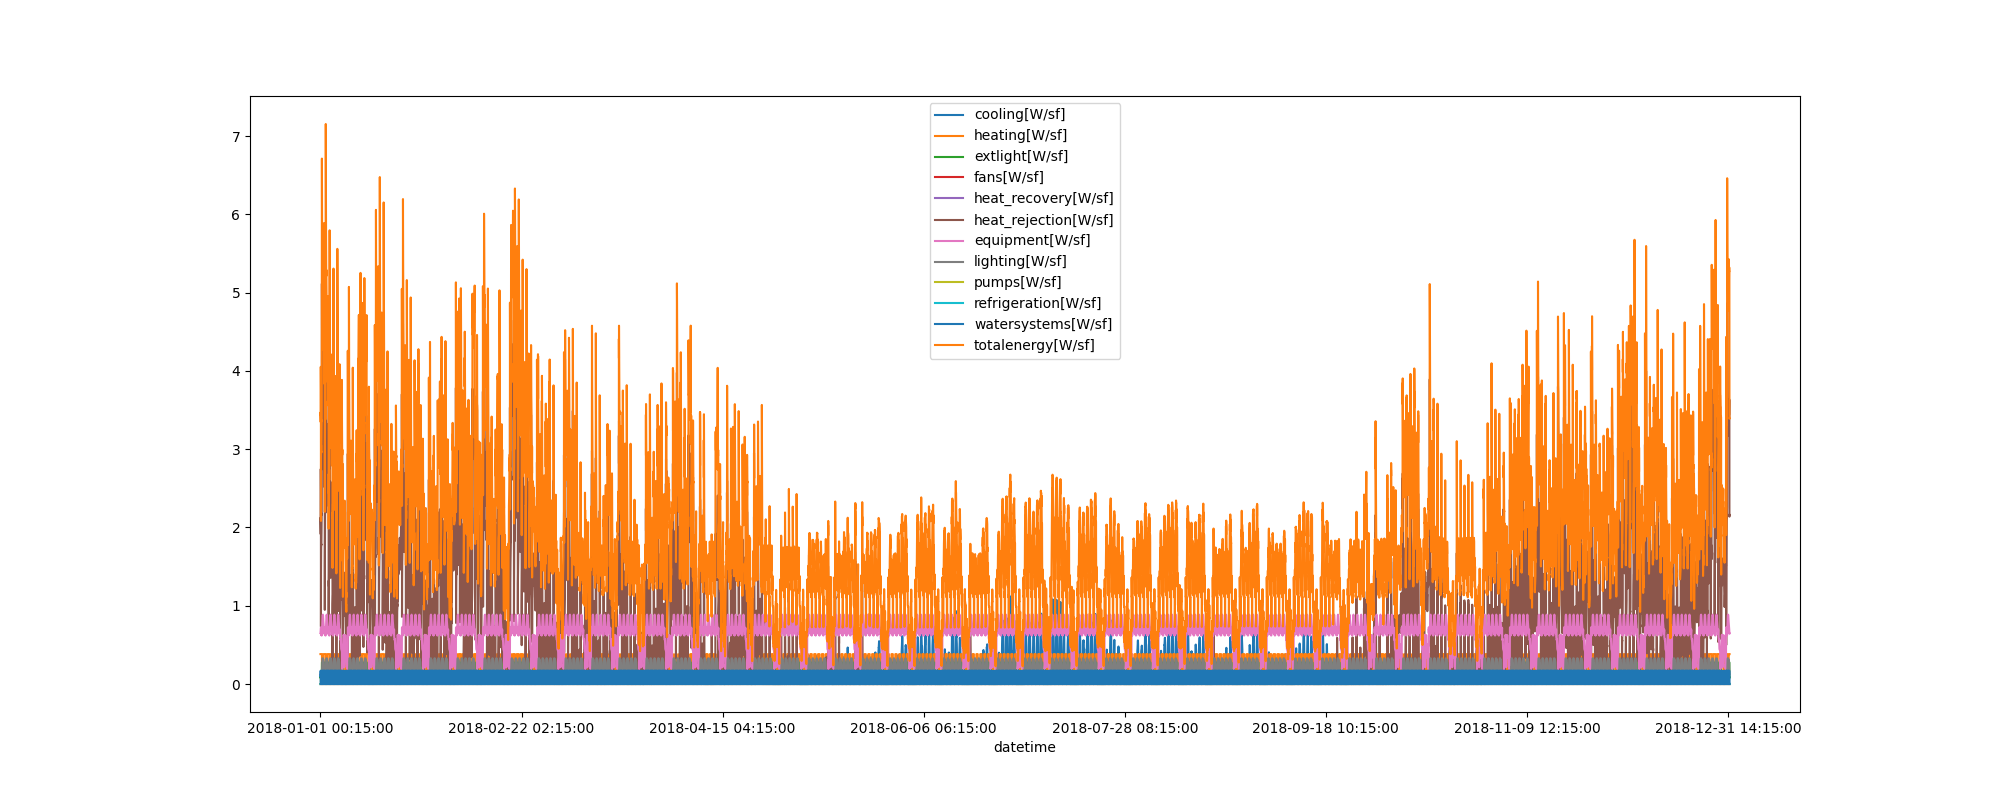 7
6
5
4
3
2
1
0
cooling[W/sf]
heating[W/sf]
extlight[W/sf]
fans[W/sf]
heat_recovery[W/sf]
heat_rejection[W/sf]
equipment[W/sf]
lighting[W/sf]
pumps[W/sf]
refrigeration[W/sf]
watersystems[W/sf]
totalenergy[W/sf]
2018-01-01 00:15:00 2018-02-22 02:15:00 2018-04-15 04:15:00 2018-06-06 06:15:00 2018-07-28 08:15:00 2018-09-18 10:15:00 2018-11-09 12:15:00 2018-12-31 14:15:00
datetime